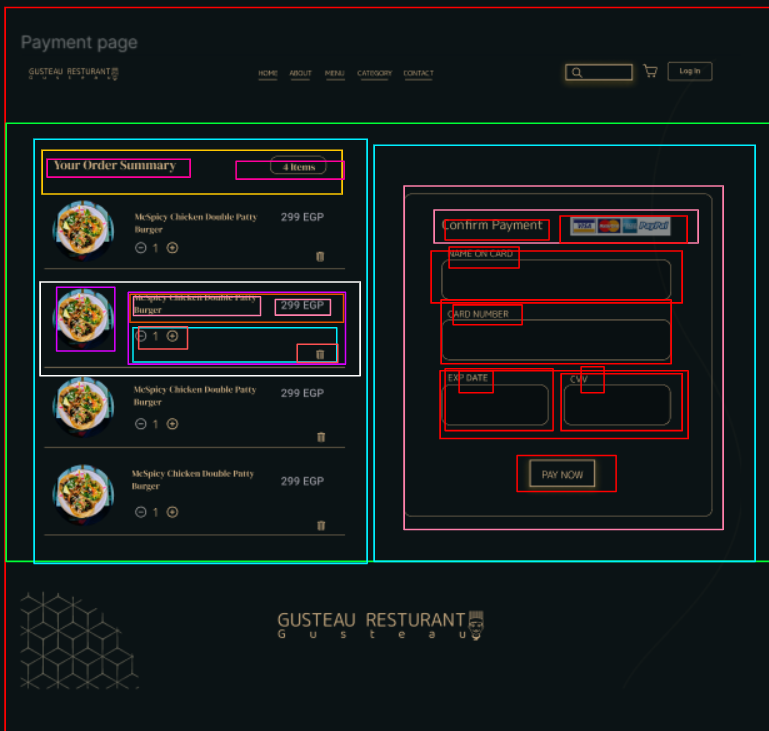 Payment page
GUSTEAU RESTURANT
Gusteau
HOME ABOUT MENU CATEGORY CONTACT
Log In
Your Order Summary
4 Items
McSpicy Chicken Double Patty
Burger
299 EGP
1
McSpicy Chicken Double Patty
Burger
299 EGP
1
McSpicy Chicken Double Patty
Burger
299 EGP
1
McSpicy Chicken Double Patty
Burger
299 EGP
1
Confirm Payment
VISA MasterCard PayPal
NAME ON CARD
CARD NUMBER
EXP DATE
CVV
PAY NOW
GUSTEAU RESTURANT
Gusteau